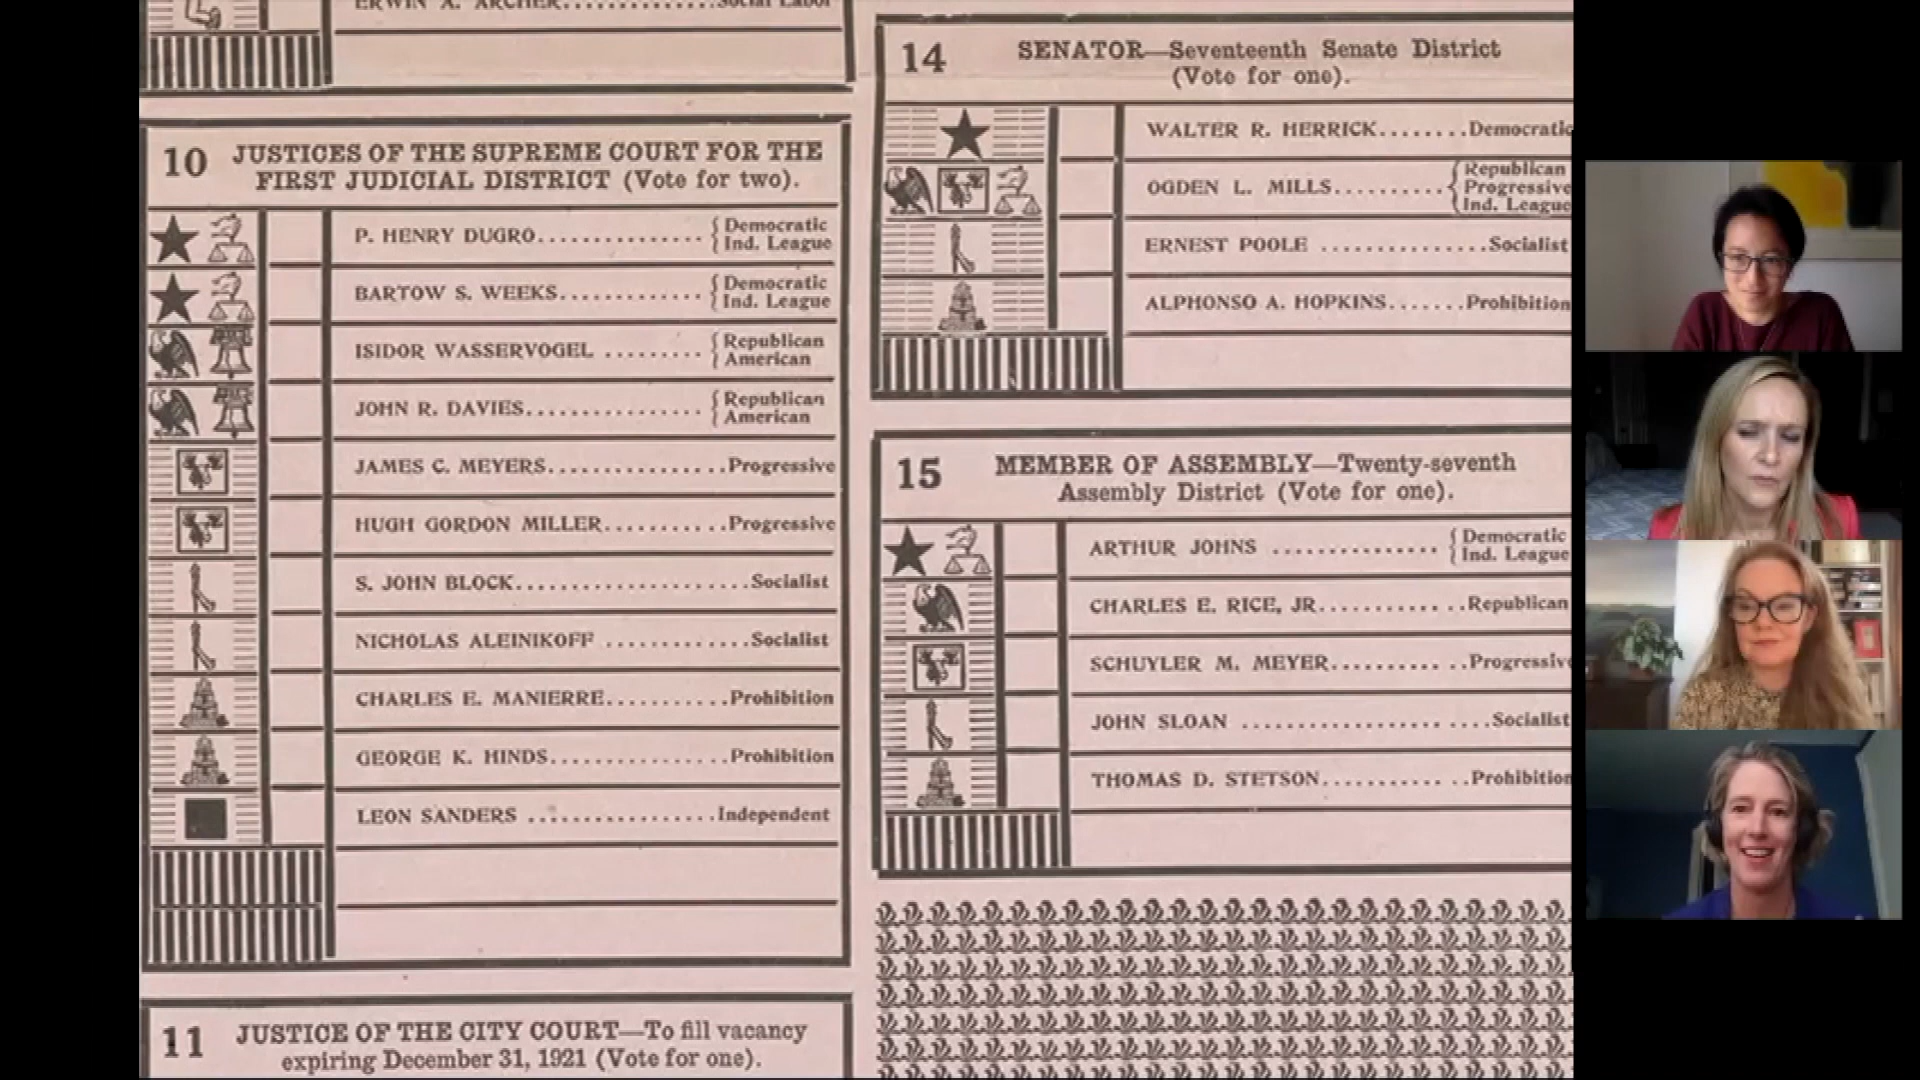 ERWIN A. ARCHER..............Social Labor
10 JUSTICES OF THE SUPREME COURT FOR THE
FIRST JUDICIAL DISTRICT (Vote for two).
P. HENRY DUGRO............... { Democratic
Ind. League
BARTOW S. WEEKS............. { Democratic
Ind. League
ISIDOR WASSERVOGEL ......... { Republican
American
JOHN R. DAVIES................ { Republican
American
JAMES C. MEYERS................Progressive
HUGH GORDON MILLER...........Progressive
S. JOHN BLOCK.....................Socialist
NICHOLAS ALEINIKOFF .............Socialist
CHARLES E. MANIERRE...........Prohibition
GEORGE K. HINDS................Prohibition
LEON SANDERS ..................Independent
11 JUSTICE OF THE CITY COURT—To fill vacancy
expiring December 31, 1921 (Vote for one).
14 SENATOR—Seventeenth Senate District
(Vote for one).
WALTER R. HERRICK........Democratic
OGDEN L. MILLS..........{ Republican
Progressive
Ind. League
ERNEST POOLE ...............Socialist
ALPHONSO A. HOPKINS.......Prohibition
15 MEMBER OF ASSEMBLY—Twenty-seventh
Assembly District (Vote for one).
ARTHUR JOHNS ............... { Democratic
Ind. League
CHARLES E. RICE, JR..............Republican
SCHUYLER M. MEYER............Progressive
JOHN SLOAN .......................Socialist
THOMAS D. STETSON.............Prohibition